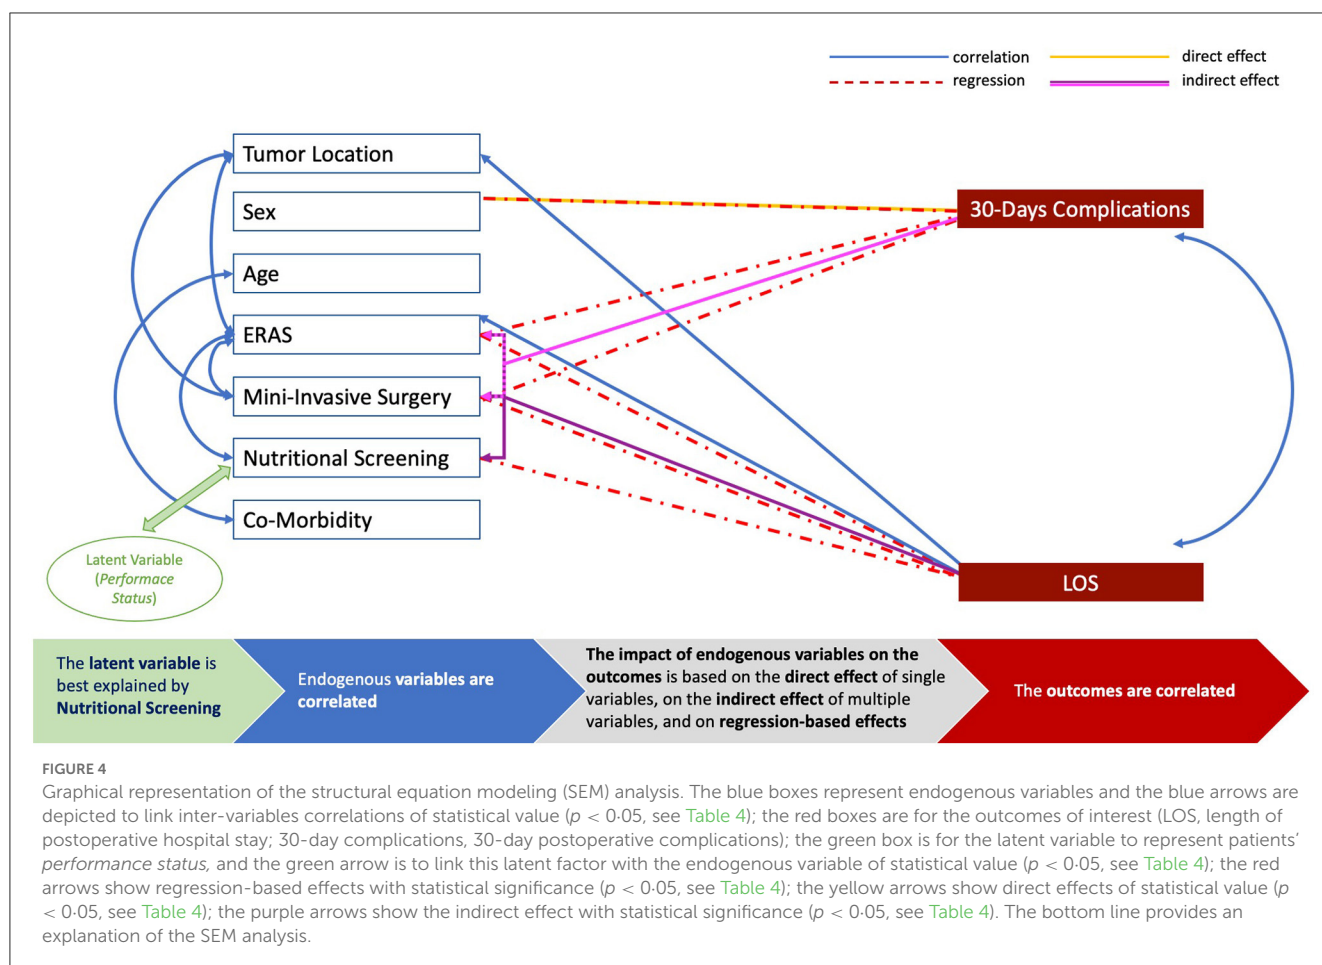 correlation
direct effect
regression
indirect effect
Tumor Location
Sex
Age
ERAS
Mini-Invasive Surgery
Nutritional Screening
Co-Morbidity
Latent Variable
(Performace
Status)
30-Days Complications
LOS
The latent variable is
best explained by
Nutritional Screening
Endogenous variables are
correlated
The impact of endogenous variables on the
outcomes is based on the direct effect of single
variables, on the indirect effect of multiple
variables, and on regression-based effects
The outcomes are correlated
FIGURE 4
Graphical representation of the structural equation modeling (SEM) analysis. The blue boxes represent endogenous variables and the blue arrows are
depicted to link inter-variables correlations of statistical value (p < 0·05, see Table 4); the red boxes are for the outcomes of interest (LOS, length of
postoperative hospital stay; 30-day complications, 30-day postoperative complications); the green box is for the latent variable to represent patients’
performance status, and the green arrow is to link this latent factor with the endogenous variable of statistical value (p < 0·05, see Table 4); the red
arrows show regression-based effects with statistical significance (p < 0·05, see Table 4); the yellow arrows show direct effects of statistical value (p
< 0·05, see Table 4); the purple arrows show the indirect effect with statistical significance (p < 0·05, see Table 4). The bottom line provides an
explanation of the SEM analysis.